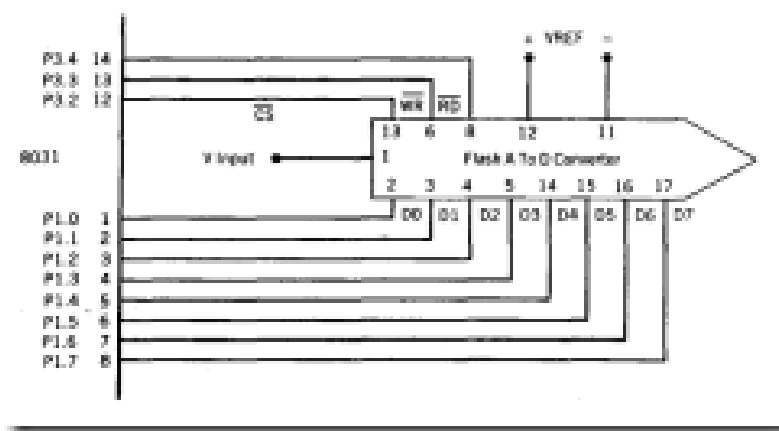 P3.4 14
P3.3 13
P3.2 12
+ VREF -
CS WR RD
13 6 8 12 11
8031
V Input
1 Flash A To D Converter
2 3 4 5 14 15 16 17
P1.0 1
D0 D1 D2 D3 D4 D5 D6 D7
P1.1 2
P1.2 3
P1.3 4
P1.4 5
P1.5 6
P1.6 7
P1.7 8